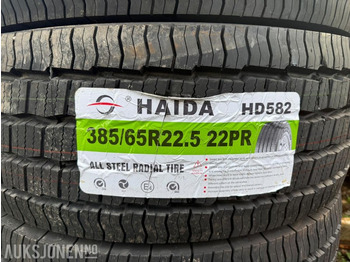 HAIDA HD582
385/65R22.5 22PR
ALL STEEL RADIAL TIRE
AUKSJONEN.NO